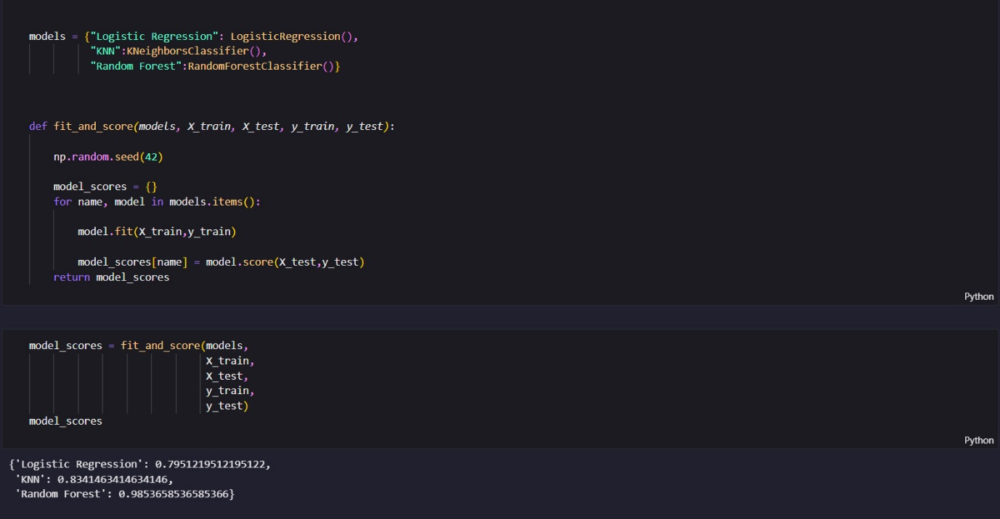 models = {"Logistic Regression": LogisticRegression(),
"KNN":KNeighborsClassifier(),
"Random Forest":RandomForestClassifier()}
def fit_and_score(models, X_train, X_test, y_train, y_test):
np.random.seed(42)
model_scores = {}
for name, model in models.items():
model.fit(X_train,y_train)
model_scores[name] = model.score(X_test,y_test)
return model_scores
Python
model_scores = fit_and_score(models,
X_train,
X_test,
y_train,
y_test)
model_scores
Python
{'Logistic Regression': 0.7951219512195122,
'KNN': 0.8341463414634146,
'Random Forest': 0.9853658536585366}